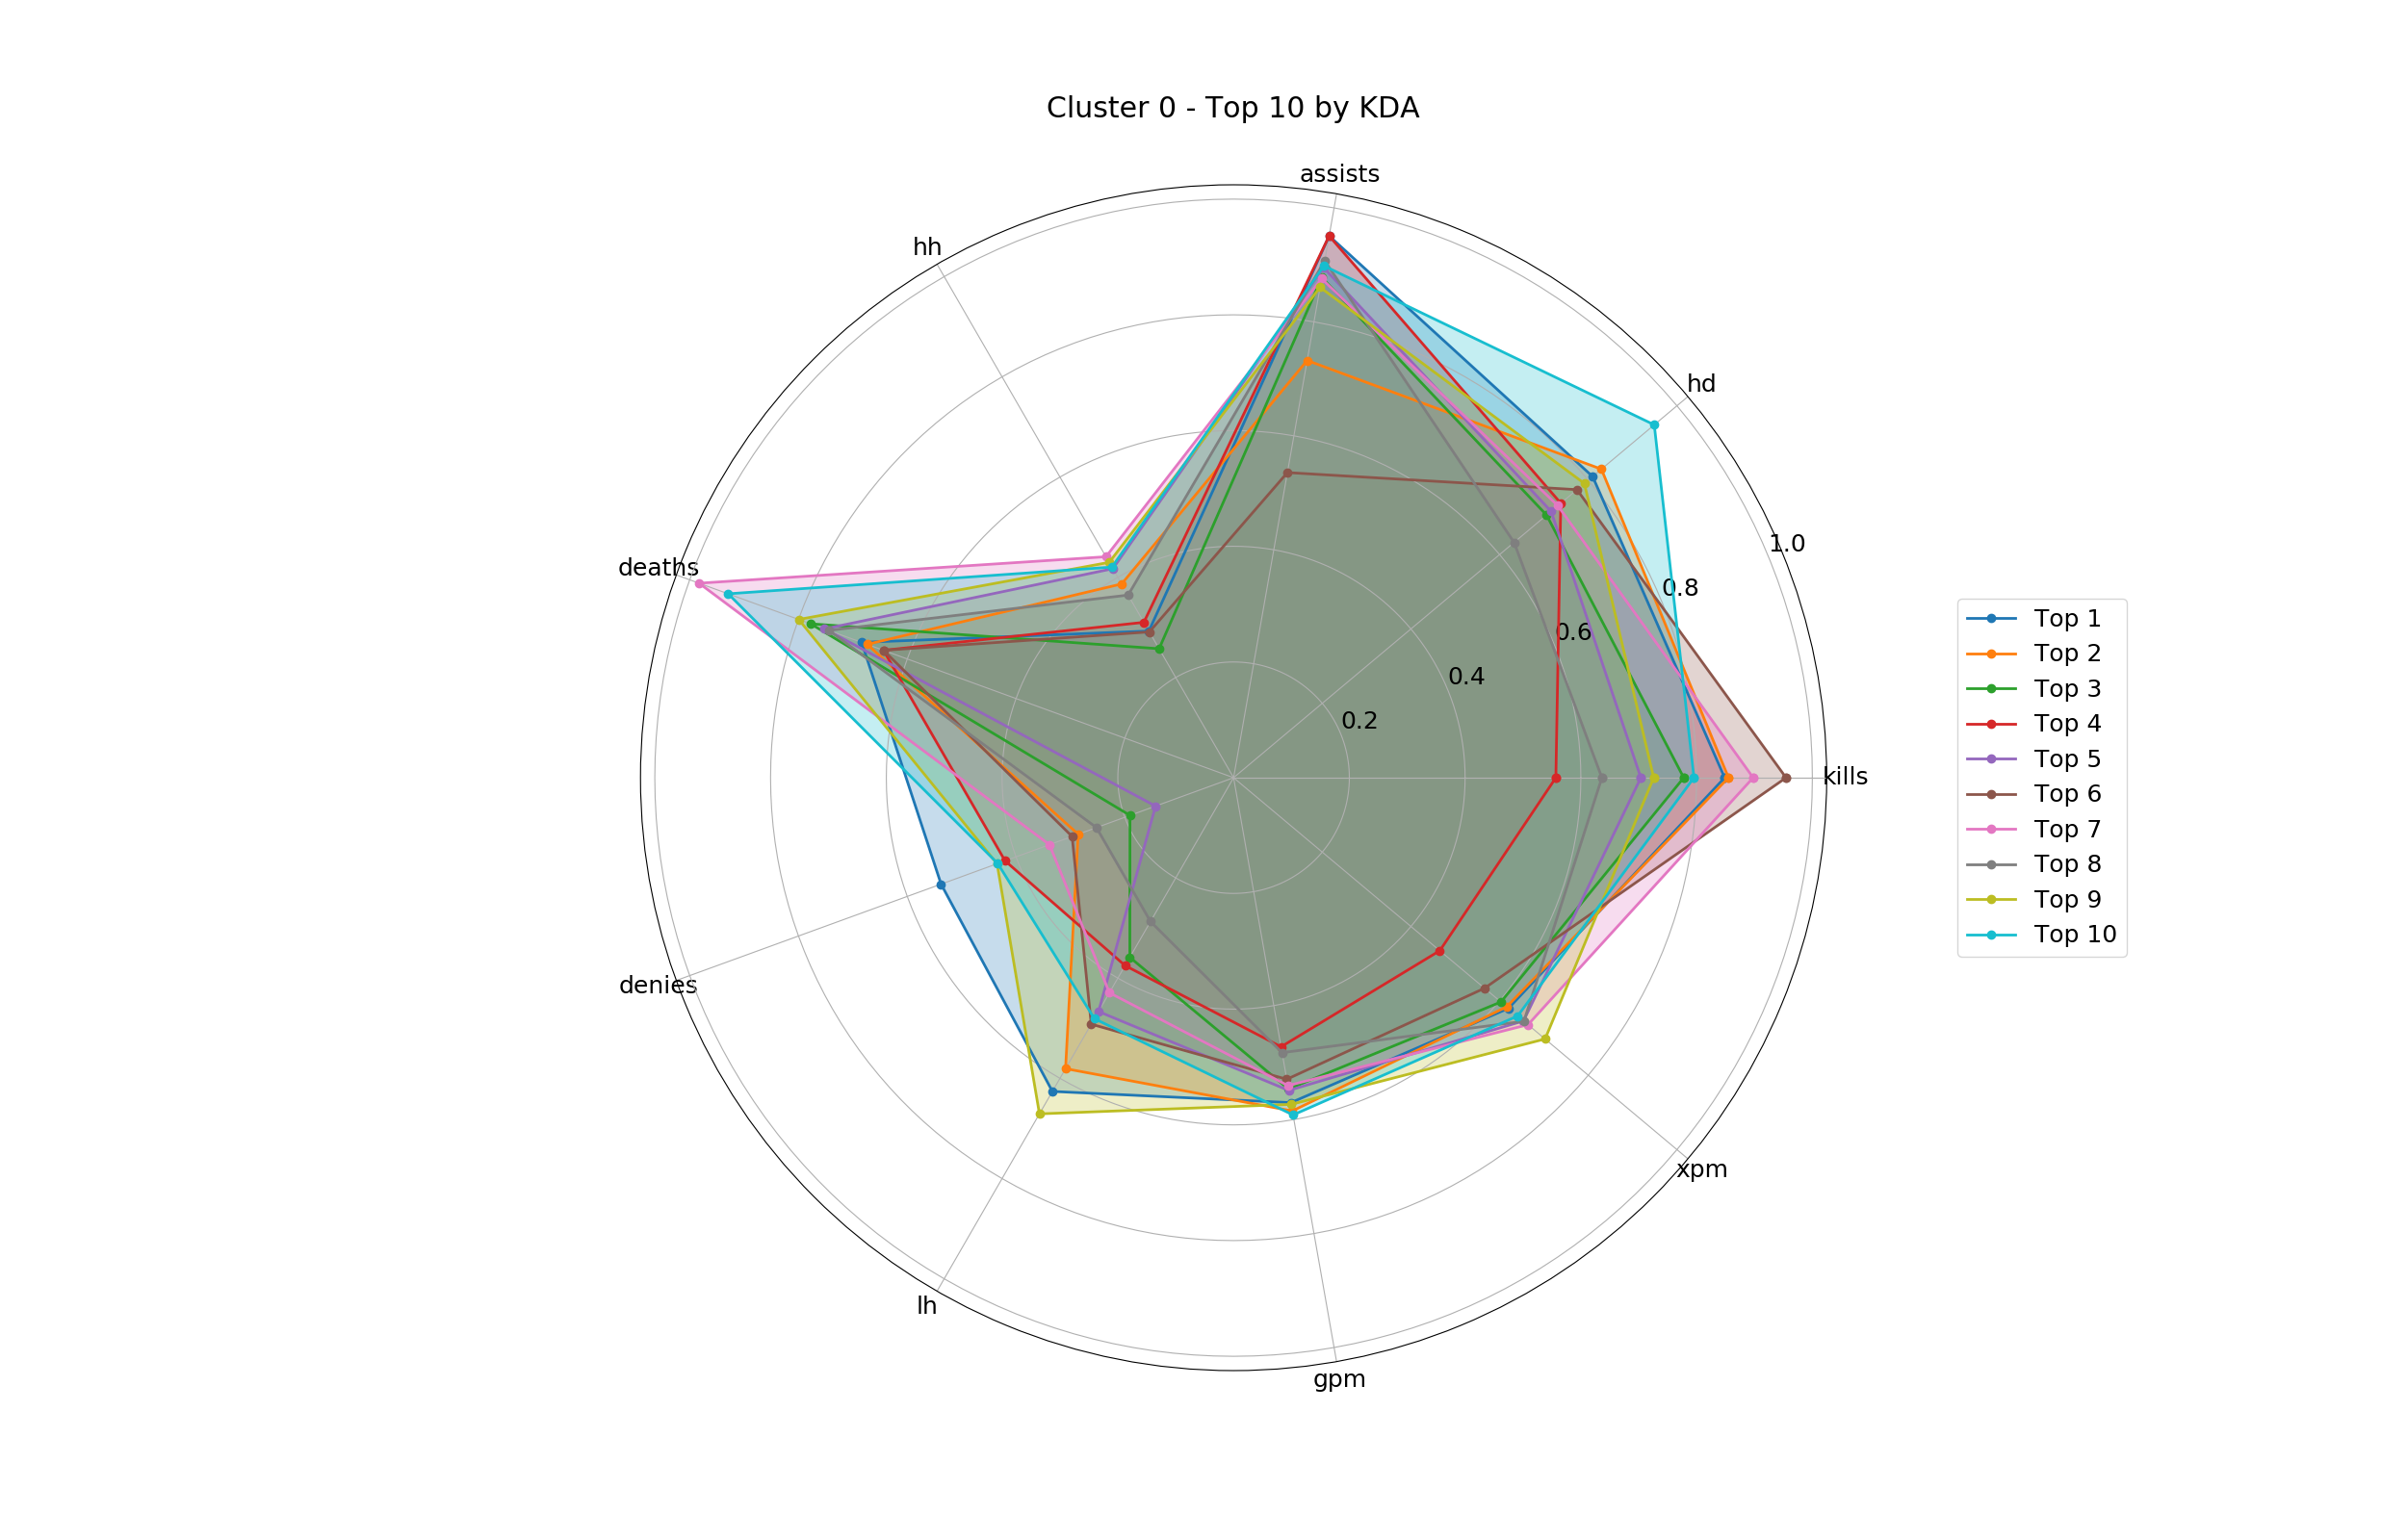 Cluster 0 - Top 10 by KDA
assists
hh
hd
deaths
1.0
0.8
0.6
0.4
0.2
kills
denies
xpm
lh
gpm
Top 1
Top 2
Top 3
Top 4
Top 5
Top 6
Top 7
Top 8
Top 9
Top 10